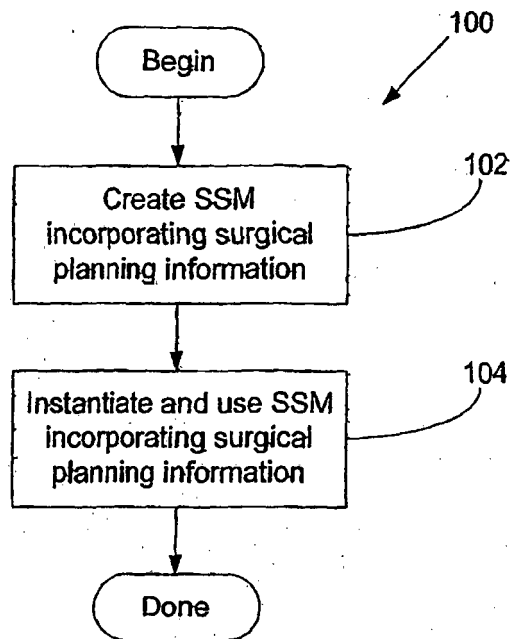 100
Begin
102
Create SSM
incorporating surgical
planning information
104
Instantiate and use SSM
incorporating surgical
planning information
Done